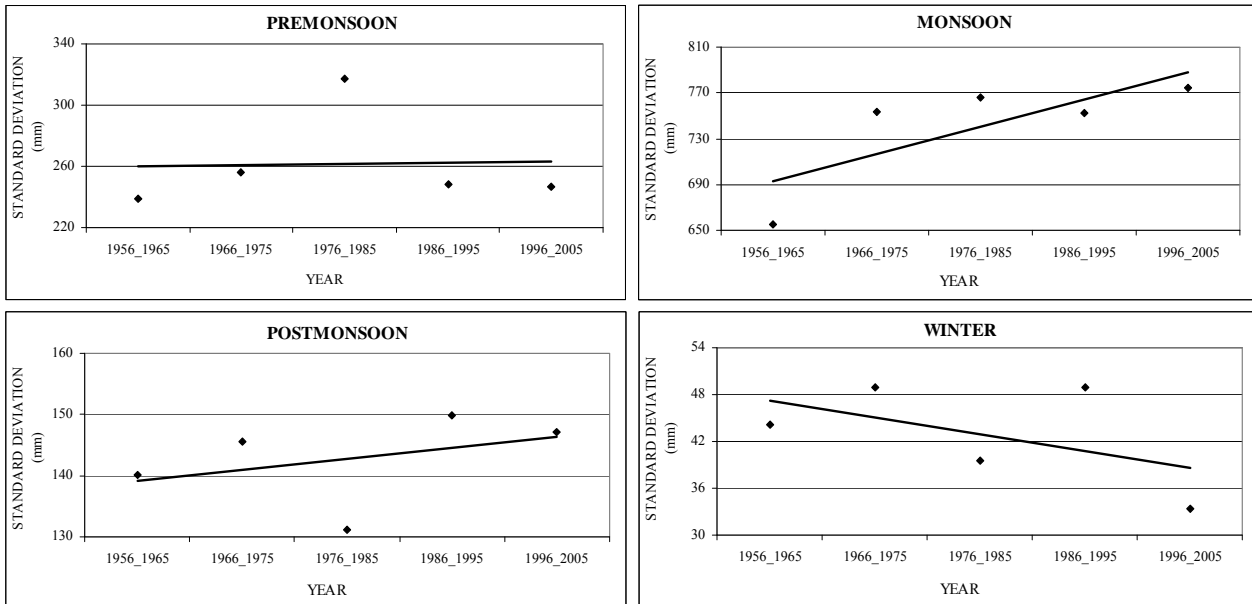 PREMONSOON
340
300
260
220
STANDARD DEVIATION
(mm)
1956_1965 1966_1975 1976_1985 1986_1995 1996_2005
YEAR
MONSOON
810
770
730
690
650
STANDARD DEVIATION
(mm)
1956_1965 1966_1975 1976_1985 1986_1995 1996_2005
YEAR
POSTMONSOON
160
150
140
130
STANDARD DEVIATION
(mm)
1956_1965 1966_1975 1976_1985 1986_1995 1996_2005
YEAR
WINTER
54
48
42
36
30
STANDARD DEVIATION
(mm)
1956_1965 1966_1975 1976_1985 1986_1995 1996_2005
YEAR